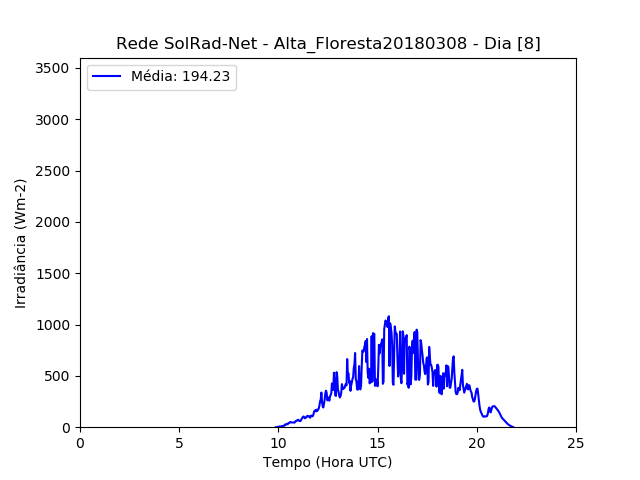 Rede SolRad-Net - Alta_Floresta20180308 - Dia [8]
Média: 194.23
3500
3000
2500
2000
1500
1000
500
0
Irradiância (Wm-2)
0 5 10 15 20 25
Tempo (Hora UTC)